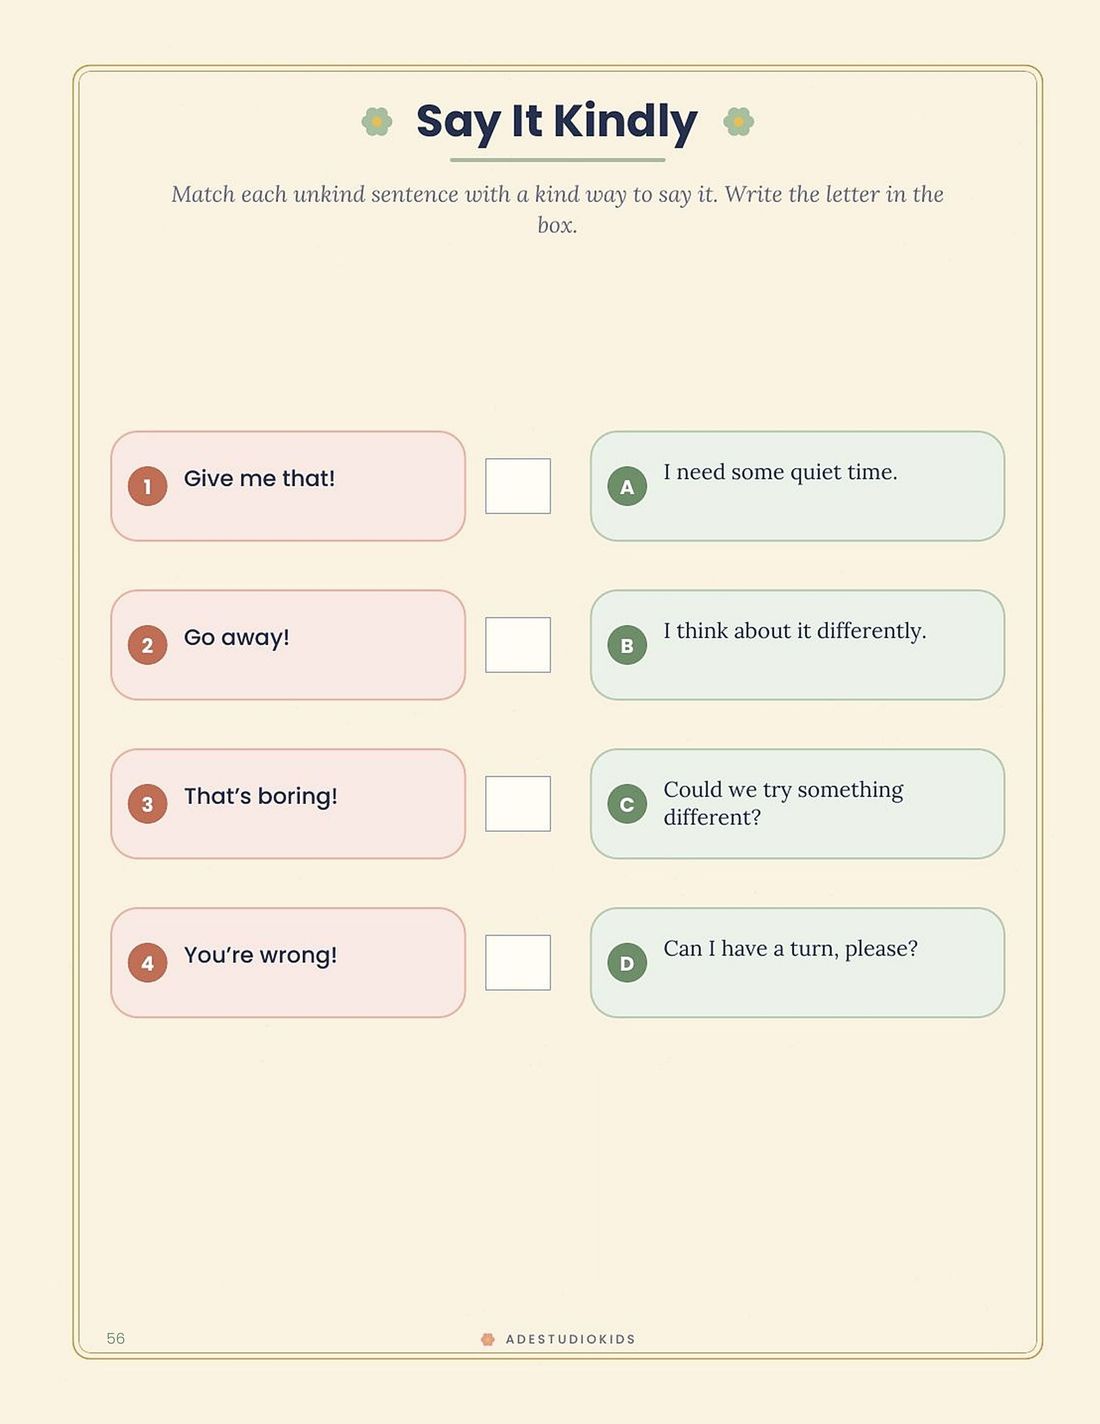 Say It Kindly
Match each unkind sentence with a kind way to say it. Write the letter in the
box.
1 Give me that!
A I need some quiet time.
2 Go away!
B I think about it differently.
3 That’s boring!
C Could we try something
different?
4 You’re wrong!
D Can I have a turn, please?
56
ADESTUDIOKIDS